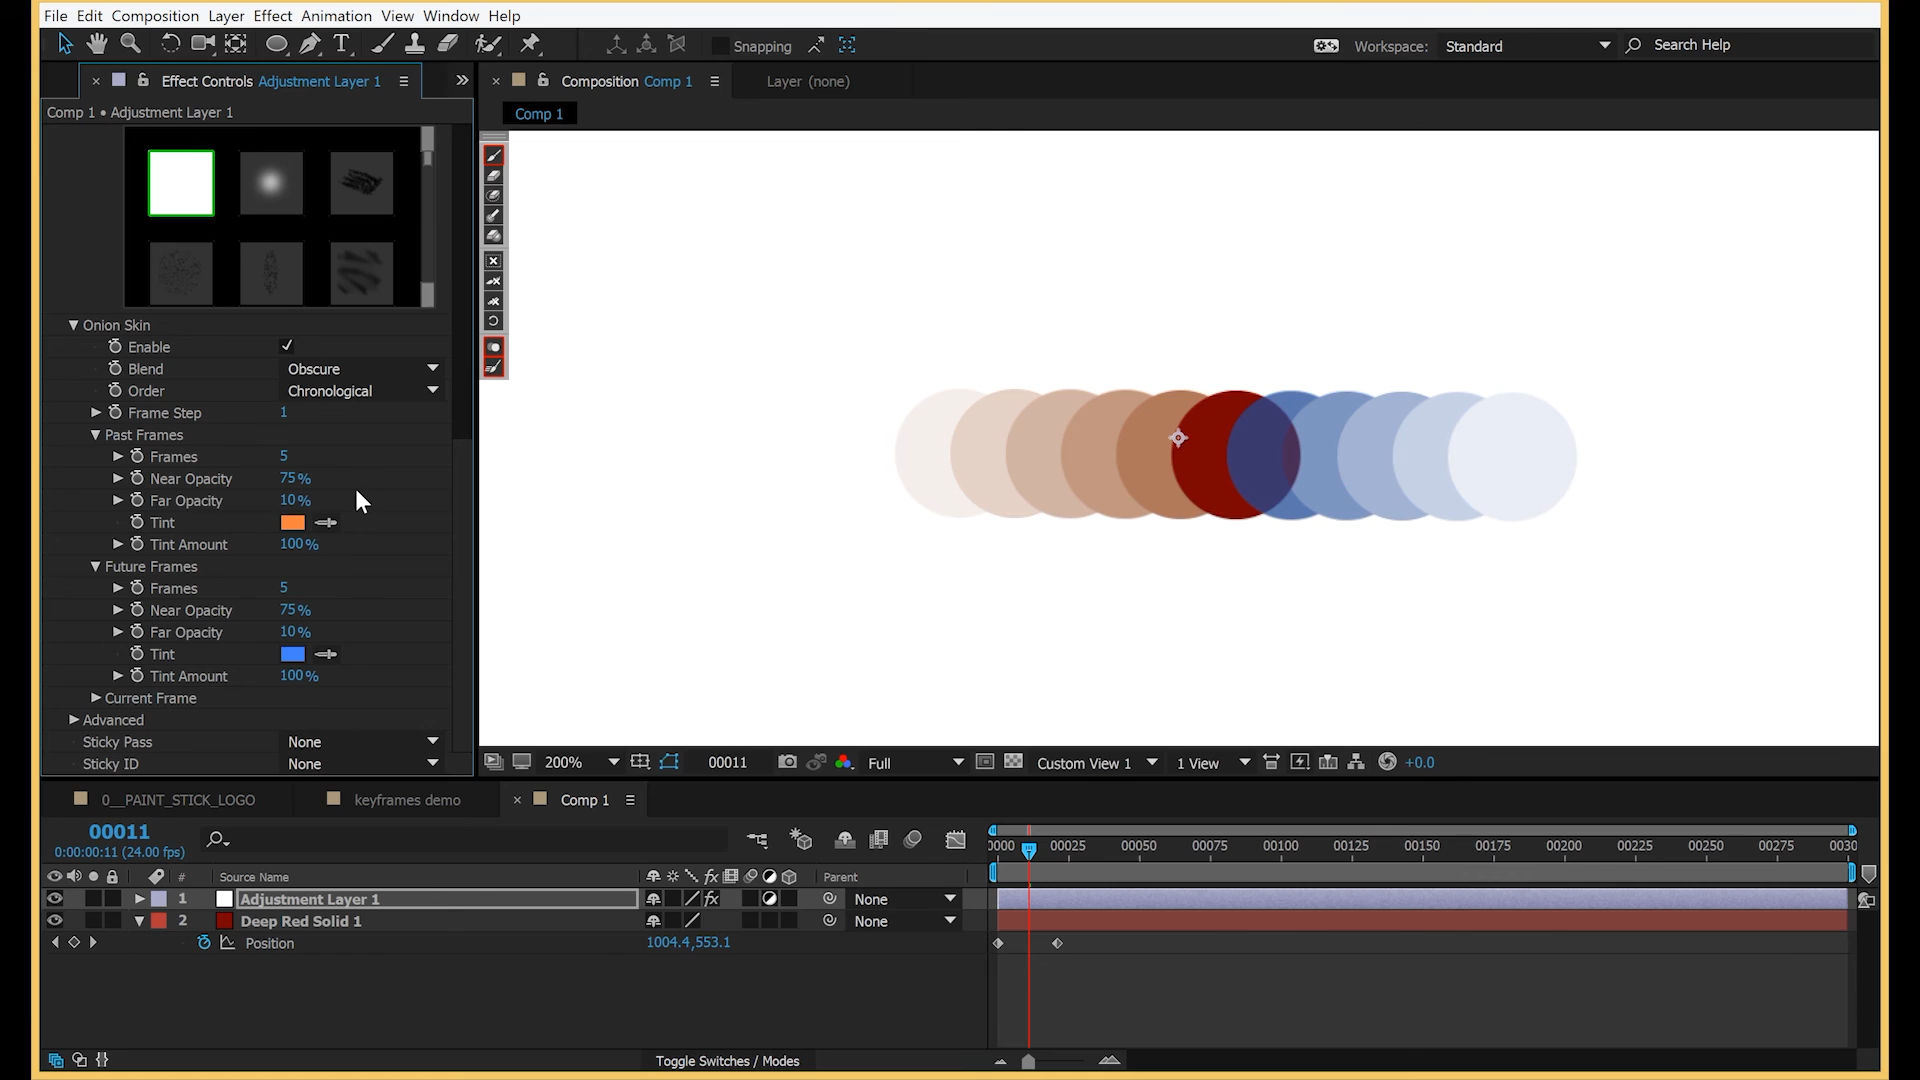 File Edit Composition Layer Effect Animation View Window Help
Snapping
Workspace: Standard
Search Help
Effect Controls Adjustment Layer 1
Composition Comp 1
Layer (none)
Comp 1 • Adjustment Layer 1
Comp 1
Onion Skin
Enable
Blend Obscure
Order Chronological
Frame Step 1
Past Frames
Frames 5
Near Opacity 75%
Far Opacity 10%
Tint
Tint Amount 100%
Future Frames
Frames 5
Near Opacity 75%
Far Opacity 10%
Tint
Tint Amount 100%
Current Frame
Advanced
Sticky Pass None
Sticky ID None
200% 00011 Full Custom View 1 1 View +0.0
0__PAINT_STICK_LOGO keyframes demo Comp 1
00011
0:00:00:11 (24.00 fps)
0000 00025 00050 00075 00100 00125 00150 00175 00200 00225 00250 00275 0030
# Source Name fx Parent
1 Adjustment Layer 1 fx None
2 Deep Red Solid 1 None
Position 1004.4,553.1
Toggle Switches / Modes